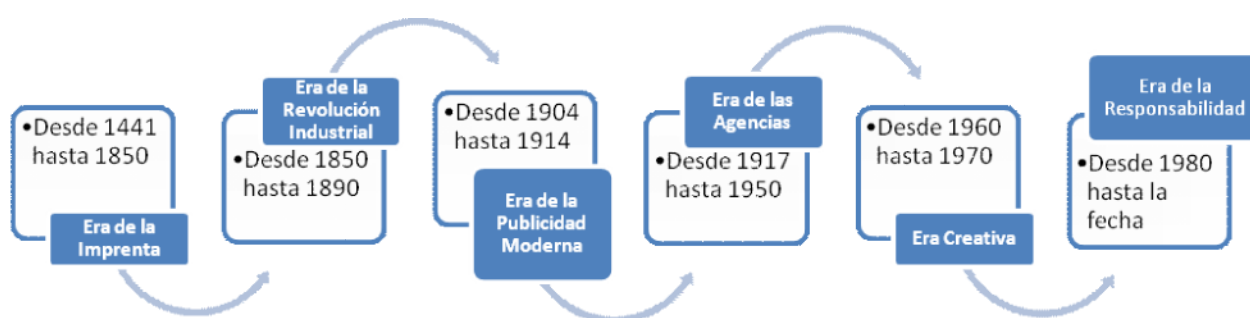 •Desde 1441
hasta 1850
Era de la
Imprenta
Era de la
Revolución
Industrial
•Desde 1850
hasta 1890
•Desde 1904
hasta 1914
Era de la
Publicidad
Moderna
Era de las
Agencias
•Desde 1917
hasta 1950
•Desde 1960
hasta 1970
Era Creativa
Era de la
Responsabilidad
•Desde 1980
hasta la
fecha